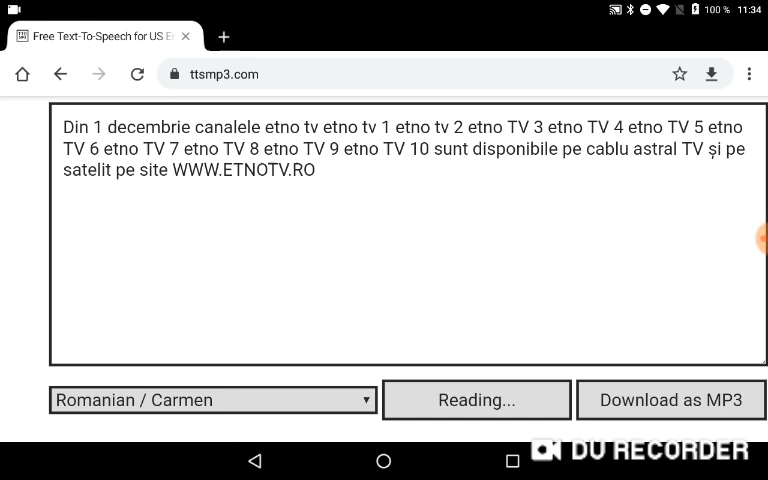 100 % 11:34
Free Text-To-Speech for US En
ttsmp3.com
Din 1 decembrie canalele etno tv etno tv 1 etno tv 2 etno TV 3 etno TV 4 etno TV 5 etno
TV 6 etno TV 7 etno TV 8 etno TV 9 etno TV 10 sunt disponibile pe cablu astral TV și pe
satelit pe site WWW.ETNOTV.RO
Romanian / Carmen
Reading...
Download as MP3
DU RECORDER